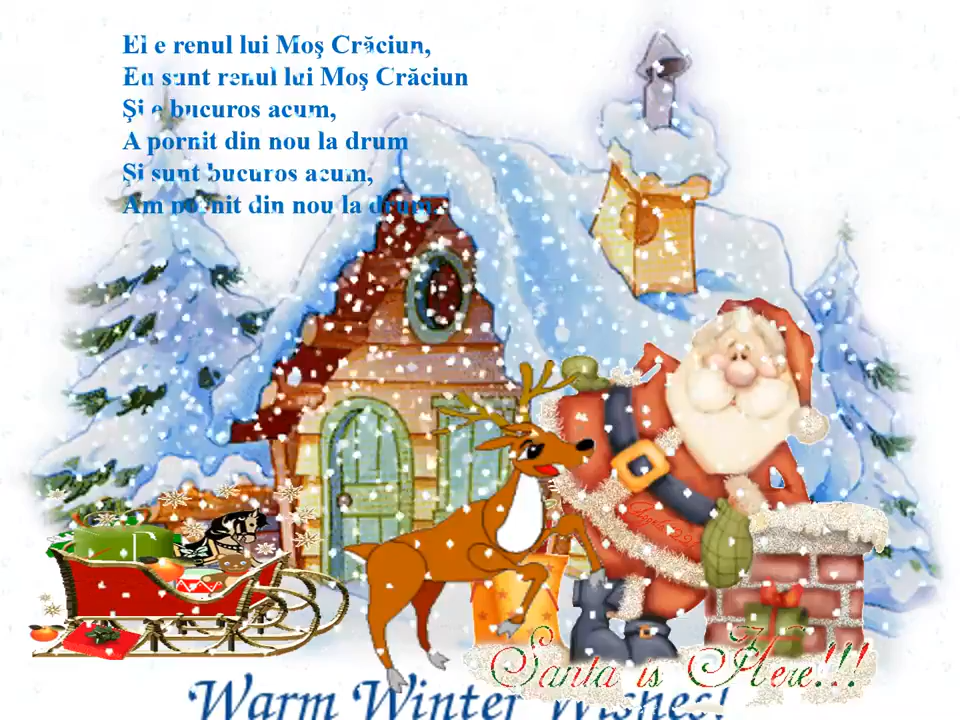 El e renul lui Moş Crăciun,
Eu sunt renul lui Moş Crăciun
Şi e bucuros acum,
A pornit din nou la drum
Şi sunt bucuros acum,
Am pornit din nou la drum
Santa is Here!!!
Warm Winter Wishes!